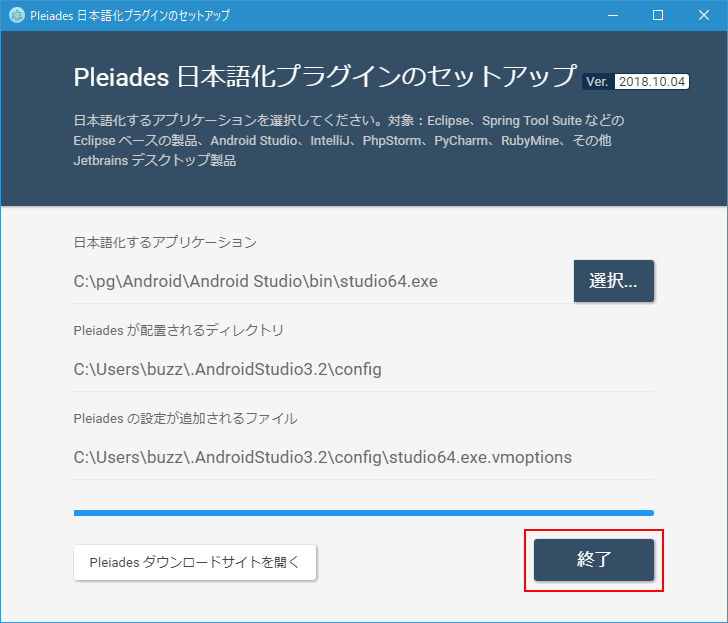 Pleiades 日本語化プラグインのセットアップ
Pleiades 日本語化プラグインのセットアップ Ver. 2018.10.04
日本語化するアプリケーションを選択してください。対象：Eclipse、Spring Tool Suite などの
Eclipse ベースの製品、Android Studio、IntelliJ、PhpStorm、PyCharm、RubyMine、その他
Jetbrains デスクトップ製品
日本語化するアプリケーション
C:\pg\Android\Android Studio\bin\studio64.exe
選択...
Pleiades が配置されるディレクトリ
C:\Users\buzz\.AndroidStudio3.2\config
Pleiades の設定が追加されるファイル
C:\Users\buzz\.AndroidStudio3.2\config\studio64.exe.vmoptions
Pleiades ダウンロードサイトを開く
終了